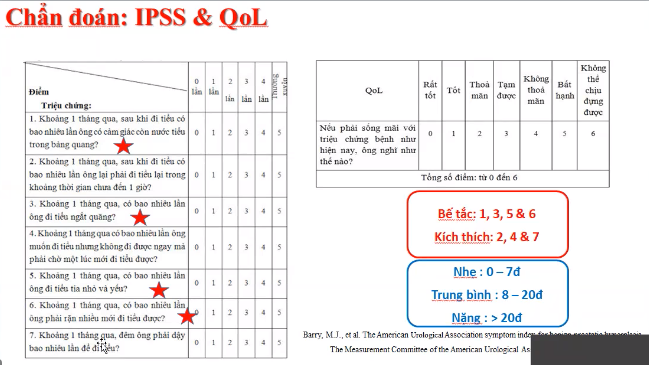 Chẩn đoán: IPSS & QoL
Điểm
Triệu chứng:
0 lần
1 lần
2 lần
3 lần
4 lần
Thường xuyên
1. Khoảng 1 tháng qua, sau khi đi tiểu có
bao nhiêu lần ông có cảm giác còn nước tiểu
trong bàng quang?
0 1 2 3 4 5
2. Khoảng 1 tháng qua, sau khi đi tiểu có
bao nhiêu lần ông lại phải đi tiểu lại trong
khoảng thời gian chưa đến 1 giờ?
0 1 2 3 4 5
3. Khoảng 1 tháng qua, có bao nhiêu lần
ông đi tiểu ngắt quãng?
0 1 2 3 4 5
4. Khoảng 1 tháng qua có bao nhiêu lần ông
muốn đi tiểu nhưng không đi được ngay mà
phải chờ một lúc mới đi tiểu được?
0 1 2 3 4 5
5. Khoảng 1 tháng qua, có bao nhiêu lần
ông đi tiểu tia nhỏ và yếu?
0 1 2 3 4 5
6. Khoảng 1 tháng qua, có bao nhiêu lần
ông phải rặn nhiều mới đi tiểu được?
0 1 2 3 4 5
7. Khoảng 1 tháng qua, đêm ông phải dậy
bao nhiêu lần để đi tiểu?
0 1 2 3 4 5
QoL
Rất tốt
Tốt
Thoả mãn
Tạm được
Không thoả mãn
Bất hạnh
Không thể chịu đựng được
Nếu phải sống mãi với
triệu chứng bệnh như
hiện nay, ông nghĩ như
thế nào?
0 1 2 3 4 5 6
Tổng số điểm: từ 0 đến 6
Bế tắc: 1, 3, 5 & 6
Kích thích: 2, 4 & 7
Nhẹ : 0 – 7đ
Trung bình : 8 – 20đ
Nặng : > 20đ
Barry, M.J., et al. The American Urological Association symptom index for benign prostatic hyperplasia.
The Measurement Committee of the American Urological